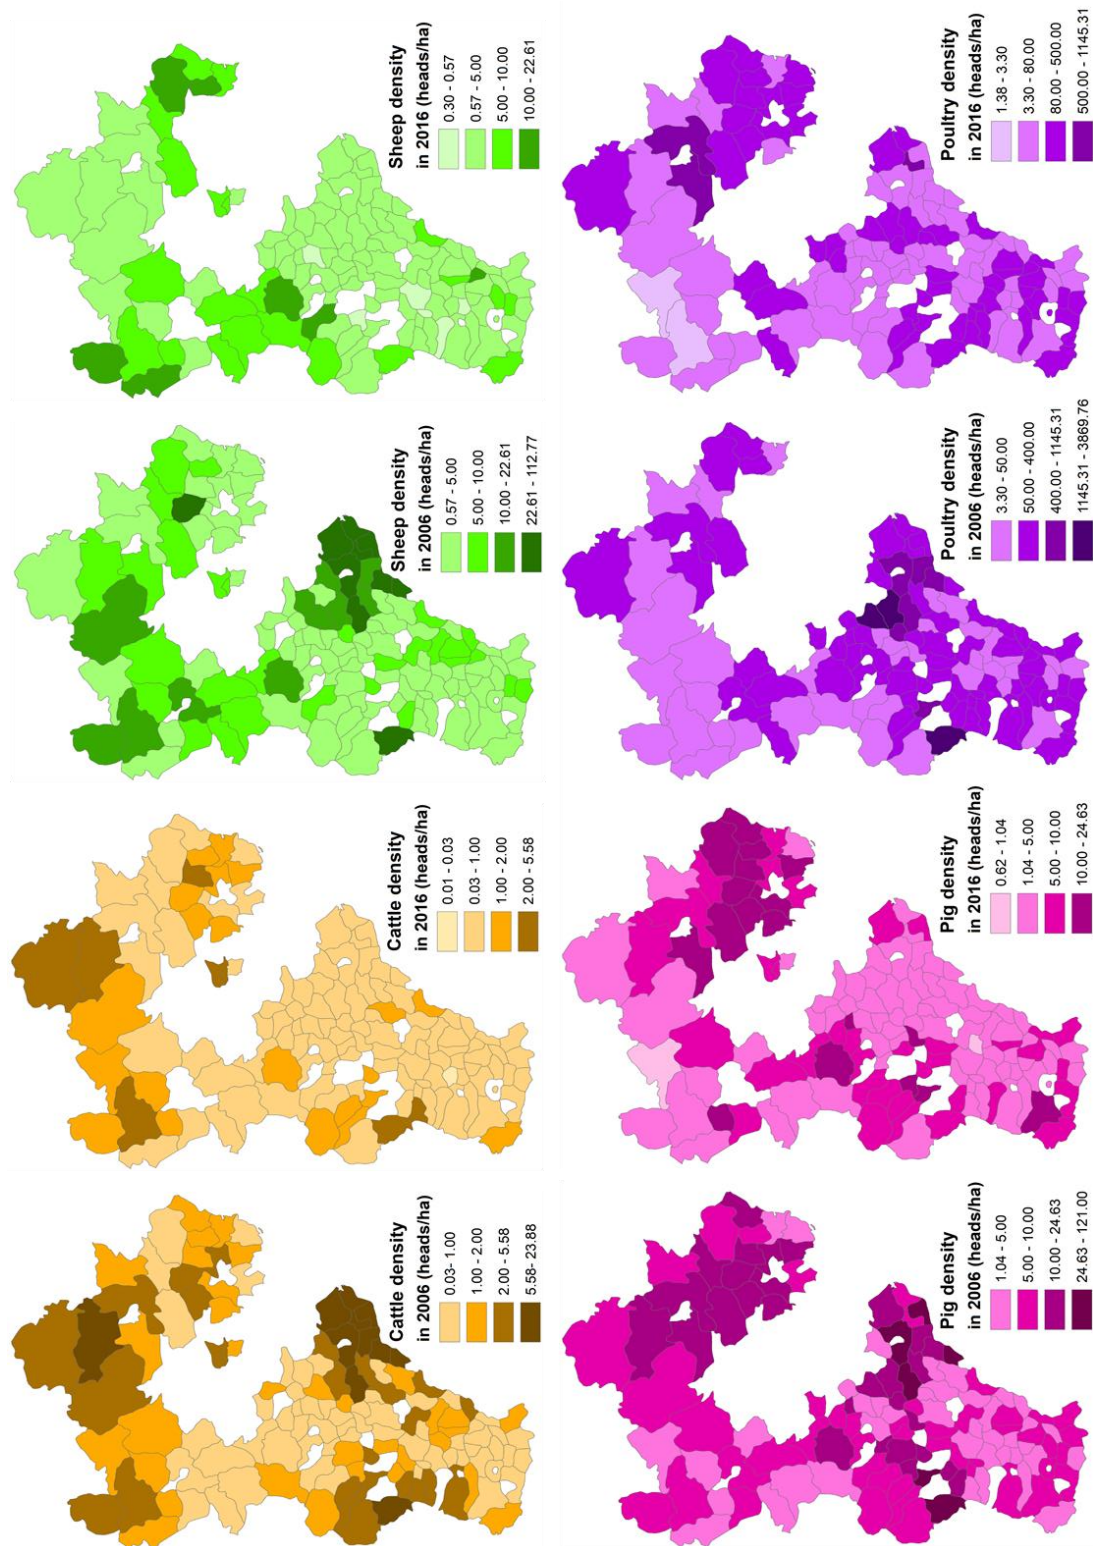 Cattle density
in 2006 (heads/ha)
0.03- 1.00
1.00 - 2.00
2.00 - 5.58
5.58-23.88
Cattle density
in 2016 (heads/ha)
0.01 - 0.03
0.03 - 1.00
1.00 - 2.00
2.00 - 5.58
Sheep density
in 2006 (heads/ha)
0.57 - 5.00
5.00 - 10.00
10.00 - 22.61
22.61 - 112.77
Sheep density
in 2016 (heads/ha)
0.30 - 0.57
0.57 - 5.00
5.00 - 10.00
10.00 - 22.61
Pig density
in 2006 (heads/ha)
1.04 - 5.00
5.00 - 10.00
10.00 - 24.63
24.63 - 121.00
Pig density
in 2016 (heads/ha)
0.62 - 1.04
1.04 - 5.00
5.00 - 10.00
10.00 - 24.63
Poultry density
in 2006 (heads/ha)
3.30 - 50.00
50.00 - 400.00
400.00 - 1145.31
1145.31 - 3869.76
Poultry density
in 2016 (heads/ha)
1.38 - 3.30
3.30 - 80.00
80.00 - 500.00
500.00 - 1145.31